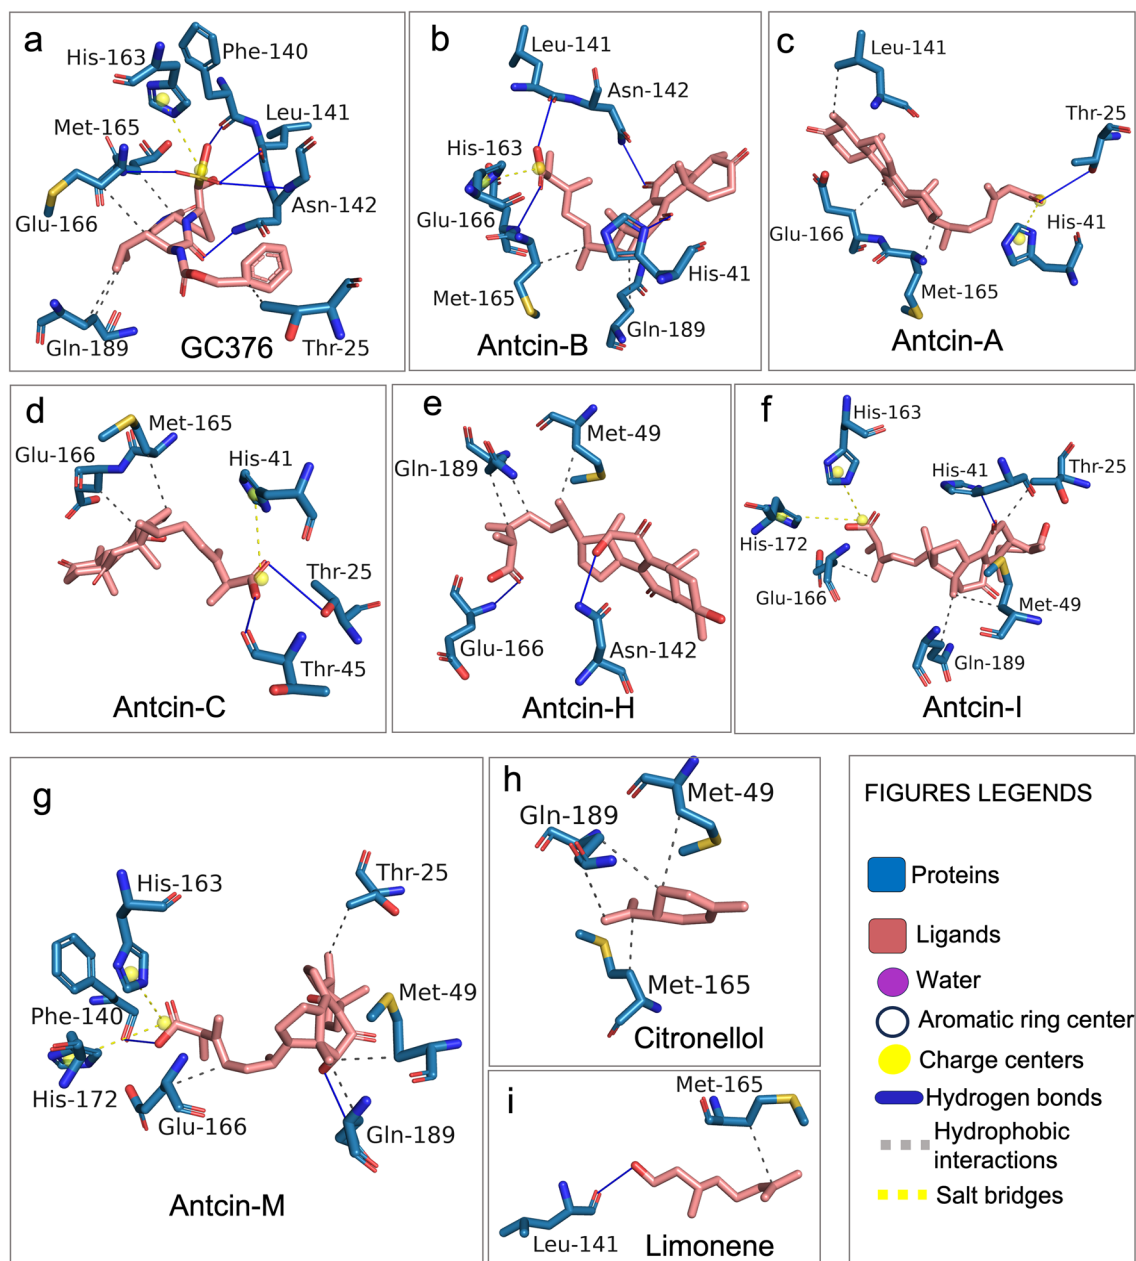 a
His-163
Phe-140
Met-165
Leu-141
Glu-166
Asn-142
Gln-189
Thr-25
GC376
b
Leu-141
Asn-142
His-163
Glu-166
His-41
Met-165
Gln-189
Antcin-B
c
Leu-141
Thr-25
Glu-166
His-41
Met-165
Antcin-A
d
Met-165
Glu-166
His-41
Thr-25
Thr-45
Antcin-C
e
Met-49
Gln-189
Glu-166
Asn-142
Antcin-H
f
His-163
His-41
Thr-25
His-172
Glu-166
Met-49
Gln-189
Antcin-I
g
Thr-25
His-163
Met-49
Phe-140
His-172
Glu-166
Gln-189
Antcin-M
h
Met-49
Gln-189
Met-165
Citronellol
i
Met-165
Leu-141
Limonene
FIGURES LEGENDS
Proteins
Ligands
Water
Aromatic ring center
Charge centers
Hydrogen bonds
Hydrophobic
interactions
Salt bridges